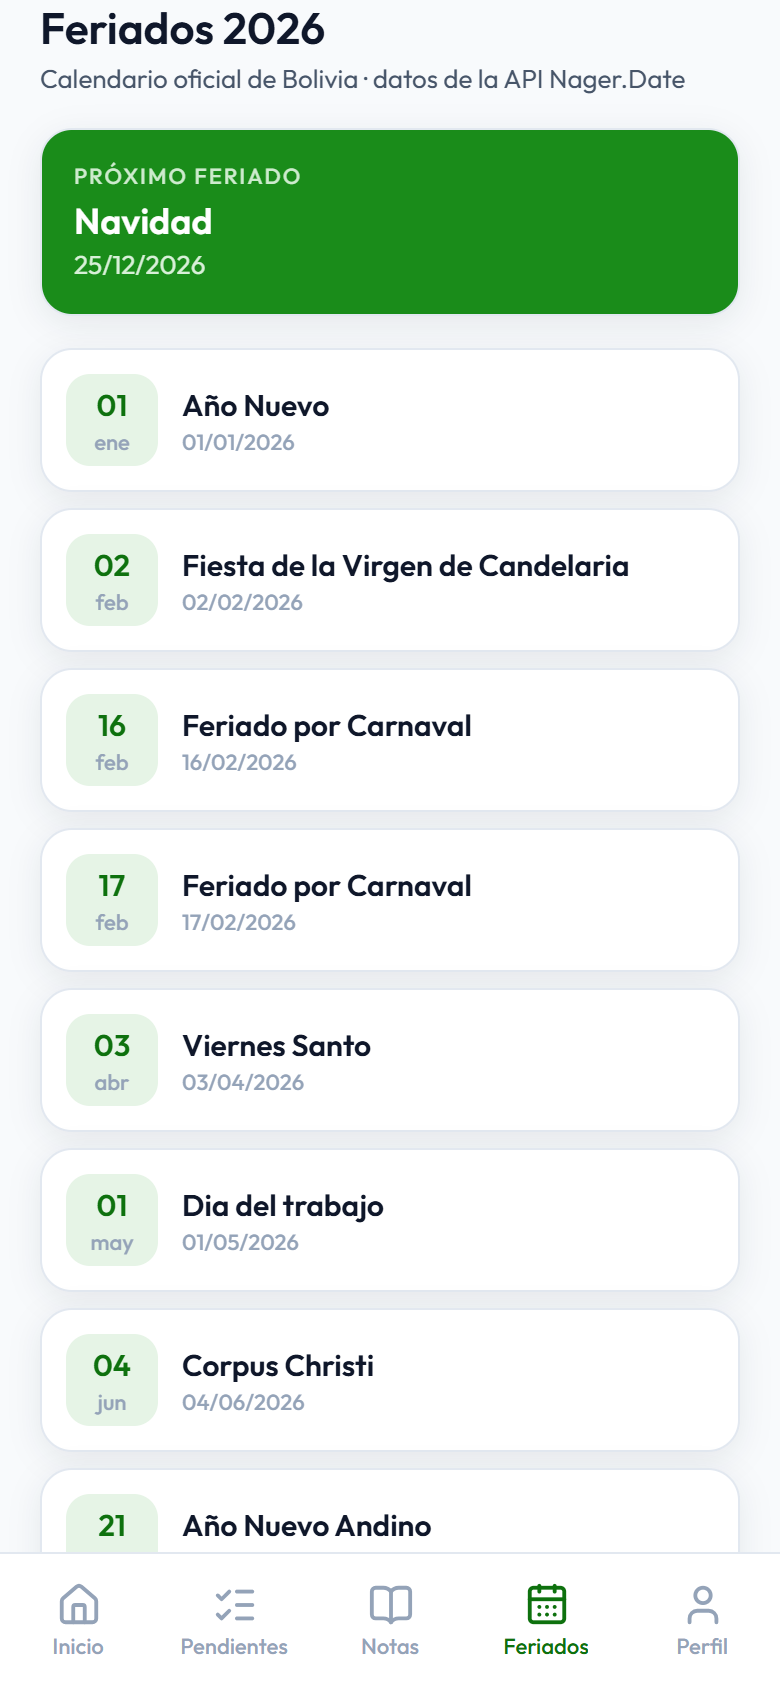 Feriados 2026
Calendario oficial de Bolivia · datos de la API Nager.Date
PRÓXIMO FERIADO
Navidad
25/12/2026
01
ene
Año Nuevo
01/01/2026
02
feb
Fiesta de la Virgen de Candelaria
02/02/2026
16
feb
Feriado por Carnaval
16/02/2026
17
feb
Feriado por Carnaval
17/02/2026
03
abr
Viernes Santo
03/04/2026
01
may
Dia del trabajo
01/05/2026
04
jun
Corpus Christi
04/06/2026
21
Año Nuevo Andino
Inicio
Pendientes
Notas
Feriados
Perfil